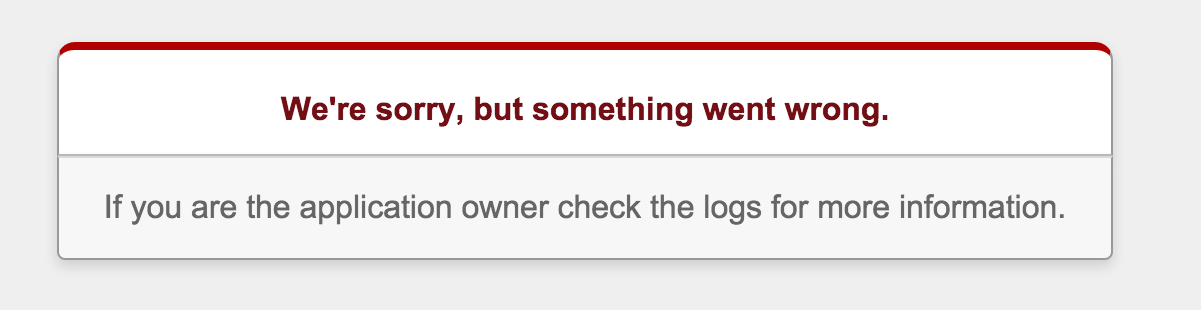 We're sorry, but something went wrong.
If you are the application owner check the logs for more information.